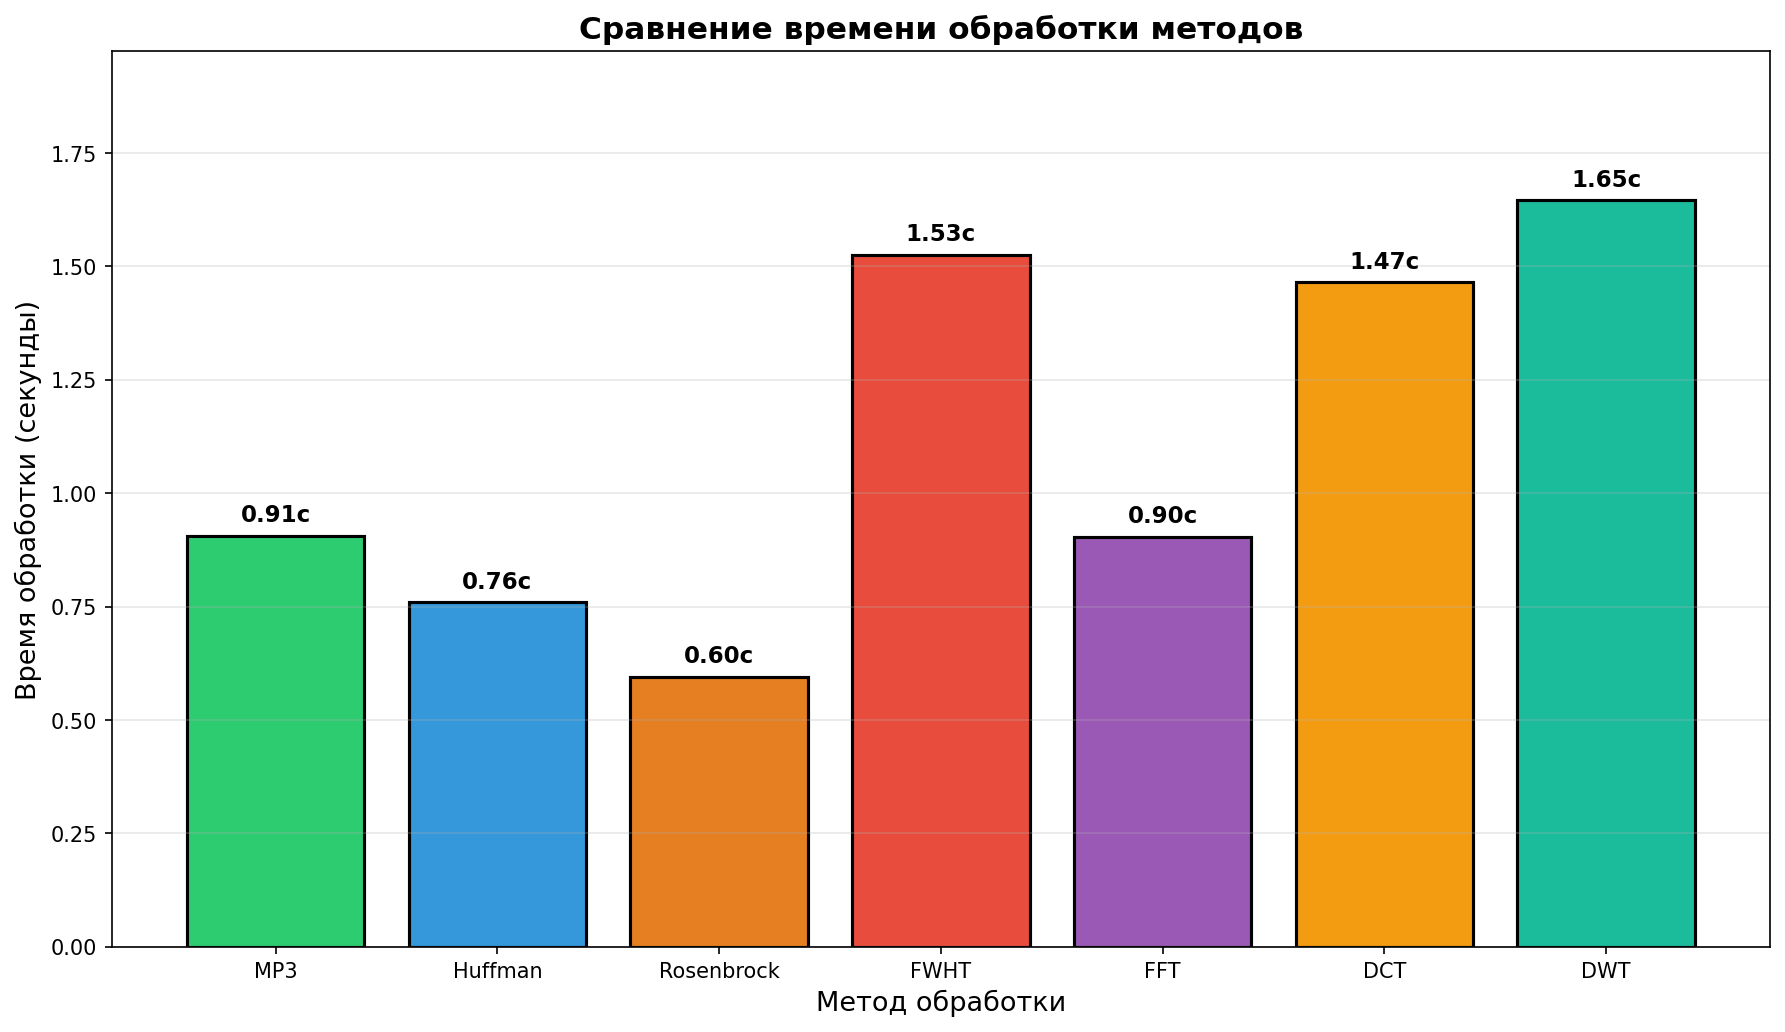 Сравнение времени обработки методов
Время обработки (секунды)
1.75
1.50
1.25
1.00
0.75
0.50
0.25
0.00
0.91с
0.76с
0.60с
1.53с
0.90с
1.47с
1.65с
MP3
Huffman
Rosenbrock
FWHT
FFT
DCT
DWT
Метод обработки